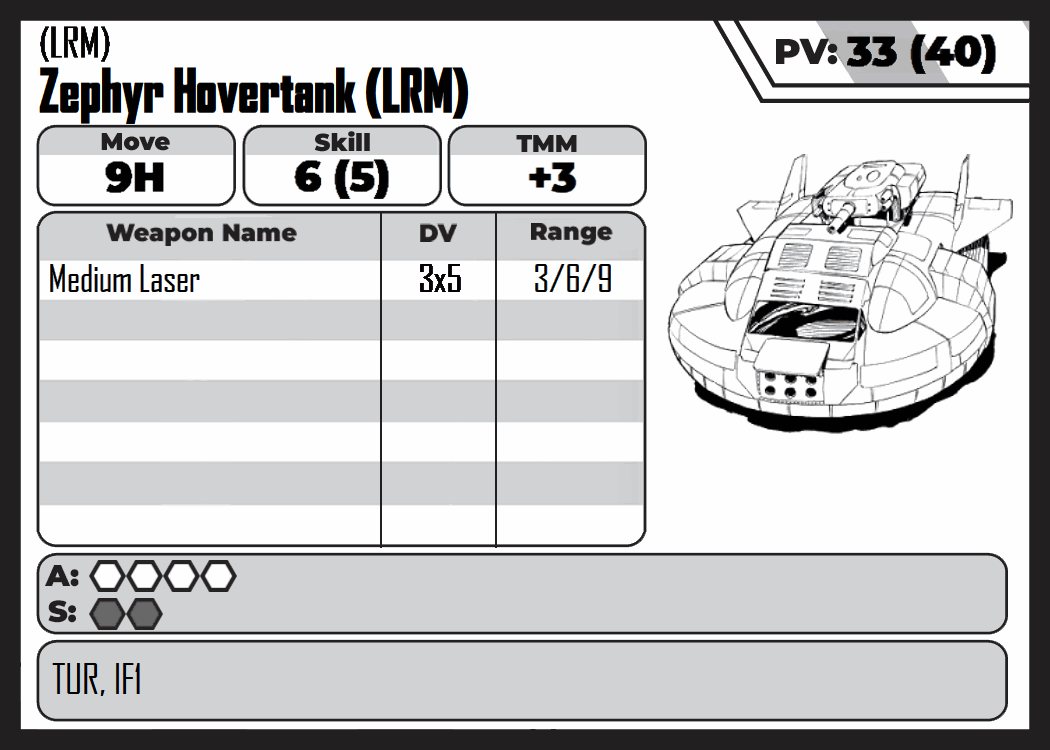 (LRM)
Zephyr Hovertank (LRM)
PV: 33 (40)
Move Skill TMM
9H 6 (5) +3
Weapon Name DV Range
Medium Laser 3x5 3/6/9
A:
S:
TUR, IF1